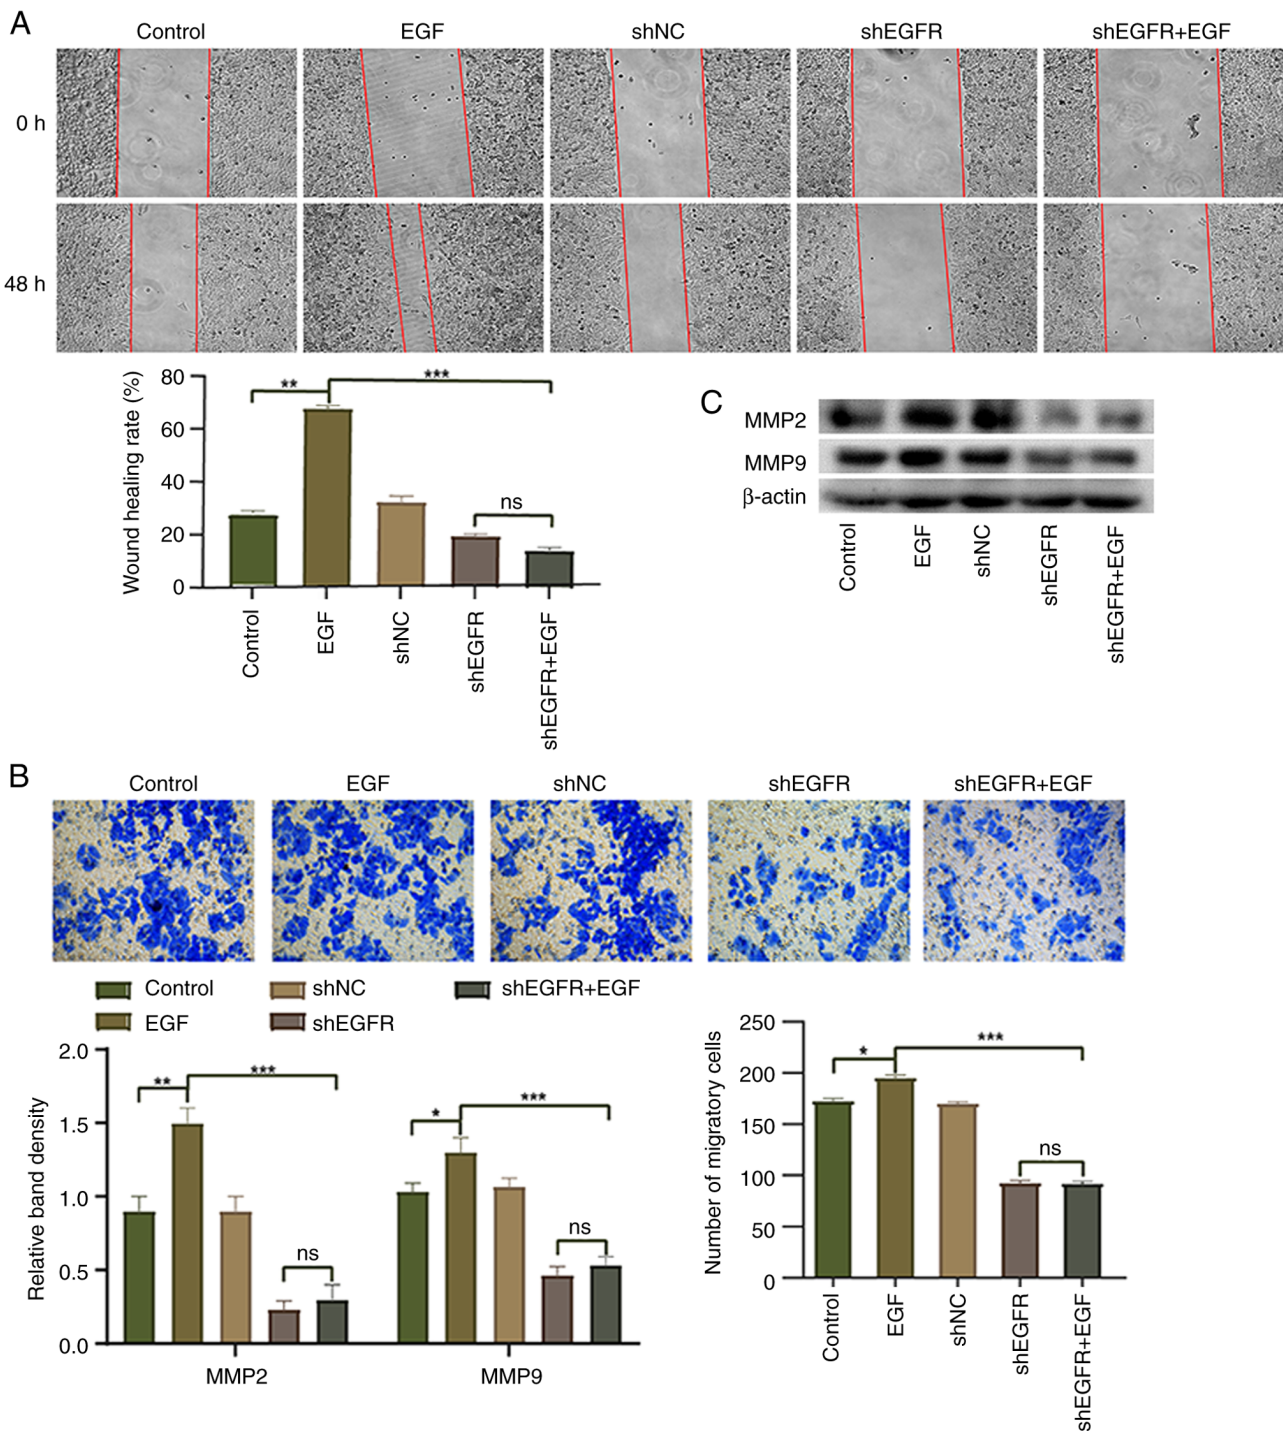 A
Control EGF shNC shEGFR shEGFR+EGF
0 h
48 h
Wound healing rate (%)
80
60
40
20
0
** ***
ns
Control EGF shNC shEGFR shEGFR+EGF
C
MMP2
MMP9
β-actin
Control EGF shNC shEGFR shEGFR+EGF
B
Control EGF shNC shEGFR shEGFR+EGF
Control shNC shEGFR+EGF
EGF shEGFR
Relative band density
2.0
1.5
1.0
0.5
0.0
** ***
ns
* ***
ns
MMP2 MMP9
Number of migratory cells
250
200
150
100
50
0
* ***
ns
Control EGF shNC shEGFR shEGFR+EGF